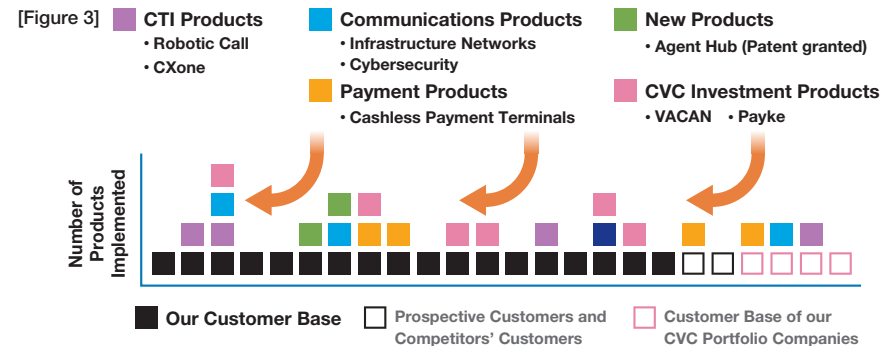 [Figure 3]
CTI Products
• Robotic Call
• CXone
Communications Products
• Infrastructure Networks
• Cybersecurity
New Products
• Agent Hub (Patent granted)
Payment Products
• Cashless Payment Terminals
CVC Investment Products
• VACAN • Payke
Number of
Products
Implemented
Our Customer Base
Prospective Customers and
Competitors’ Customers
Customer Base of our
CVC Portfolio Companies